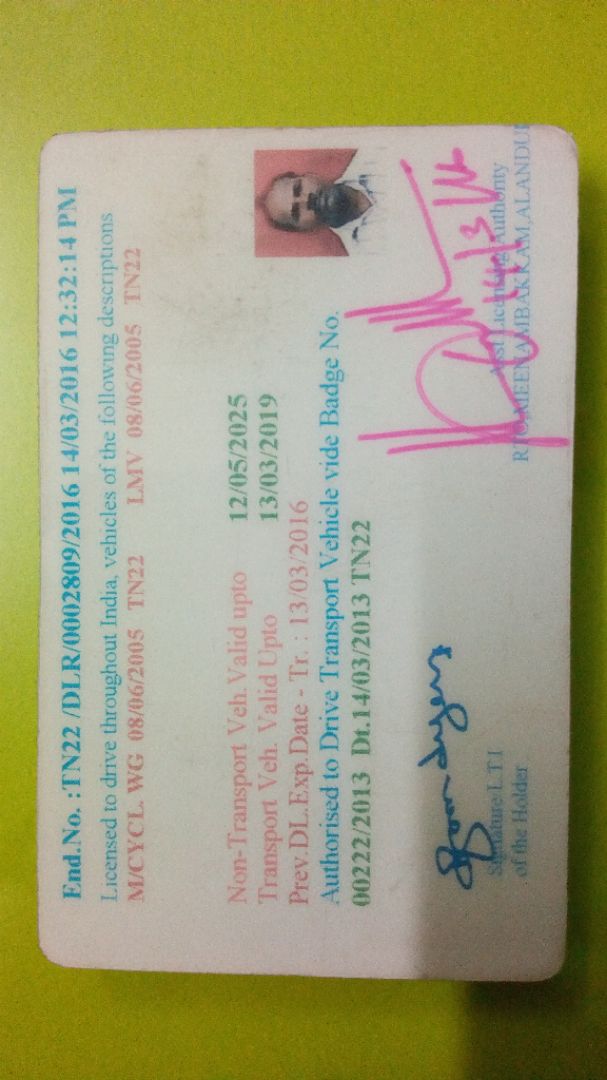 End.No. : TN22 /DLR/0002809/2016 14/03/2016 12:32:14 PM
Licensed to drive throughout India, vehicles of the following descriptions
M/CYCL. WG 08/06/2005 TN22 LMV 08/06/2005 TN22
Non-Transport Veh.Valid upto 12/05/2025
Transport Veh. Valid Upto 13/03/2019
Prev.DL.Exp.Date - Tr. : 13/03/2016
Authorised to Drive Transport Vehicle vide Badge No.
00222/2013 Dt.14/03/2013 TN22
Signature/L.T.I
of the Holder
Asst Licensing Authority
RTO,MEENAMBAKKAM,ALANDU